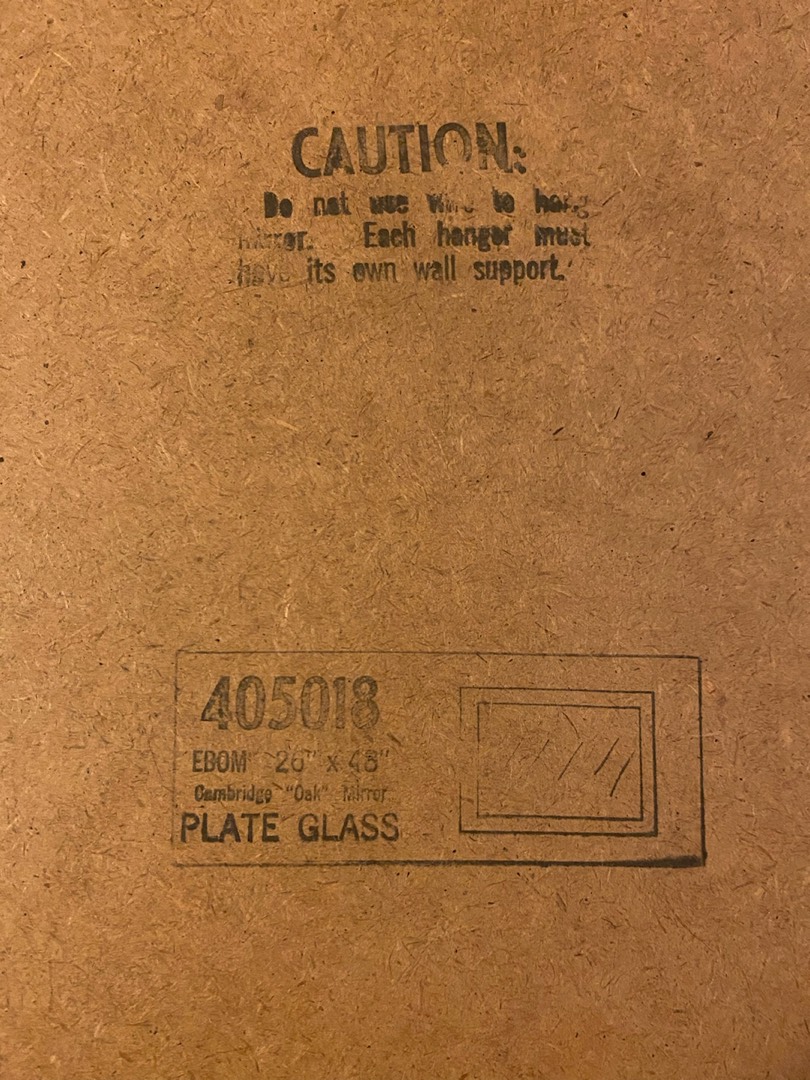 CAUTION:
Do not use wire to hang
mirror. Each hanger must
have its own wall support.
405018
EBOM 26" x 48"
Cambridge "Oak" Mirror
PLATE GLASS